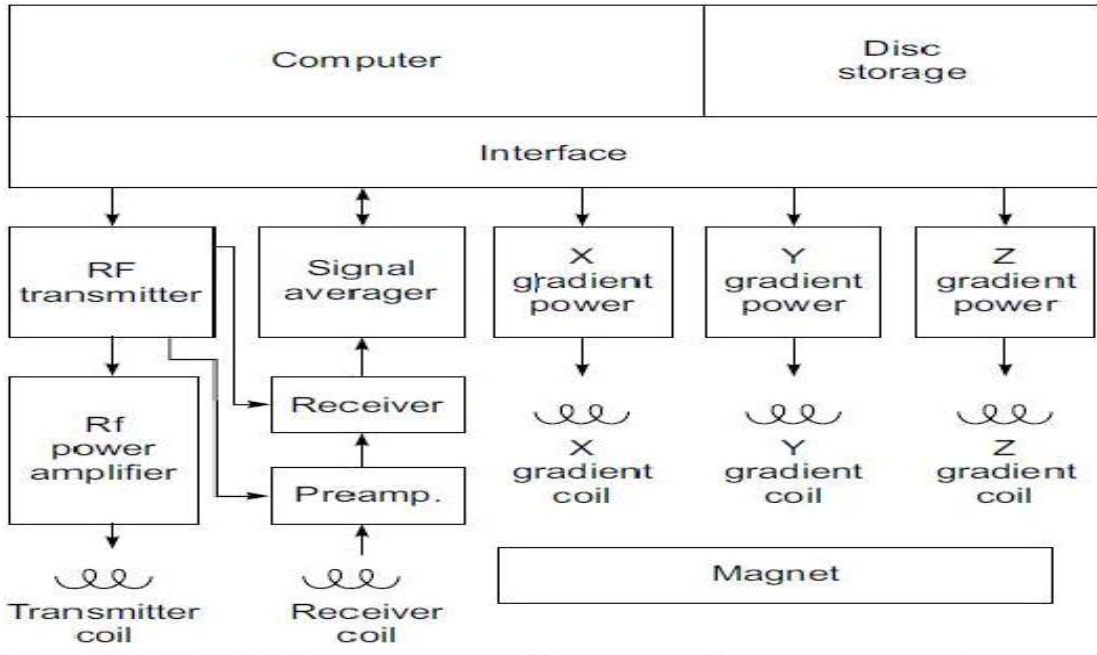 Computer
Disc
storage
Interface
RF
transmitter
Signal
averager
X
gradient
power
Y
gradient
power
Z
gradient
power
Rf
power
amplifier
Receiver
Preamp.
X
gradient
coil
Y
gradient
coil
Z
gradient
coil
Magnet
Transmitter
coil
Receiver
coil